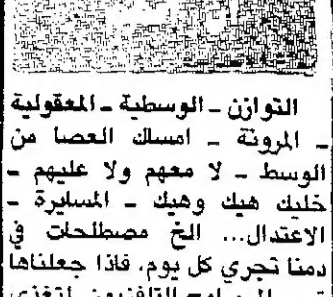 التوازن - الوسطية - المعقولية
- المرونة - امساك العصا من
الوسط - لا معهم ولا عليهم -
خليك هيك وهيك - المسايرة -
الاعتدال... الخ مصطلحات في
دمنا تجري كل يوم. فاذا جعلناها